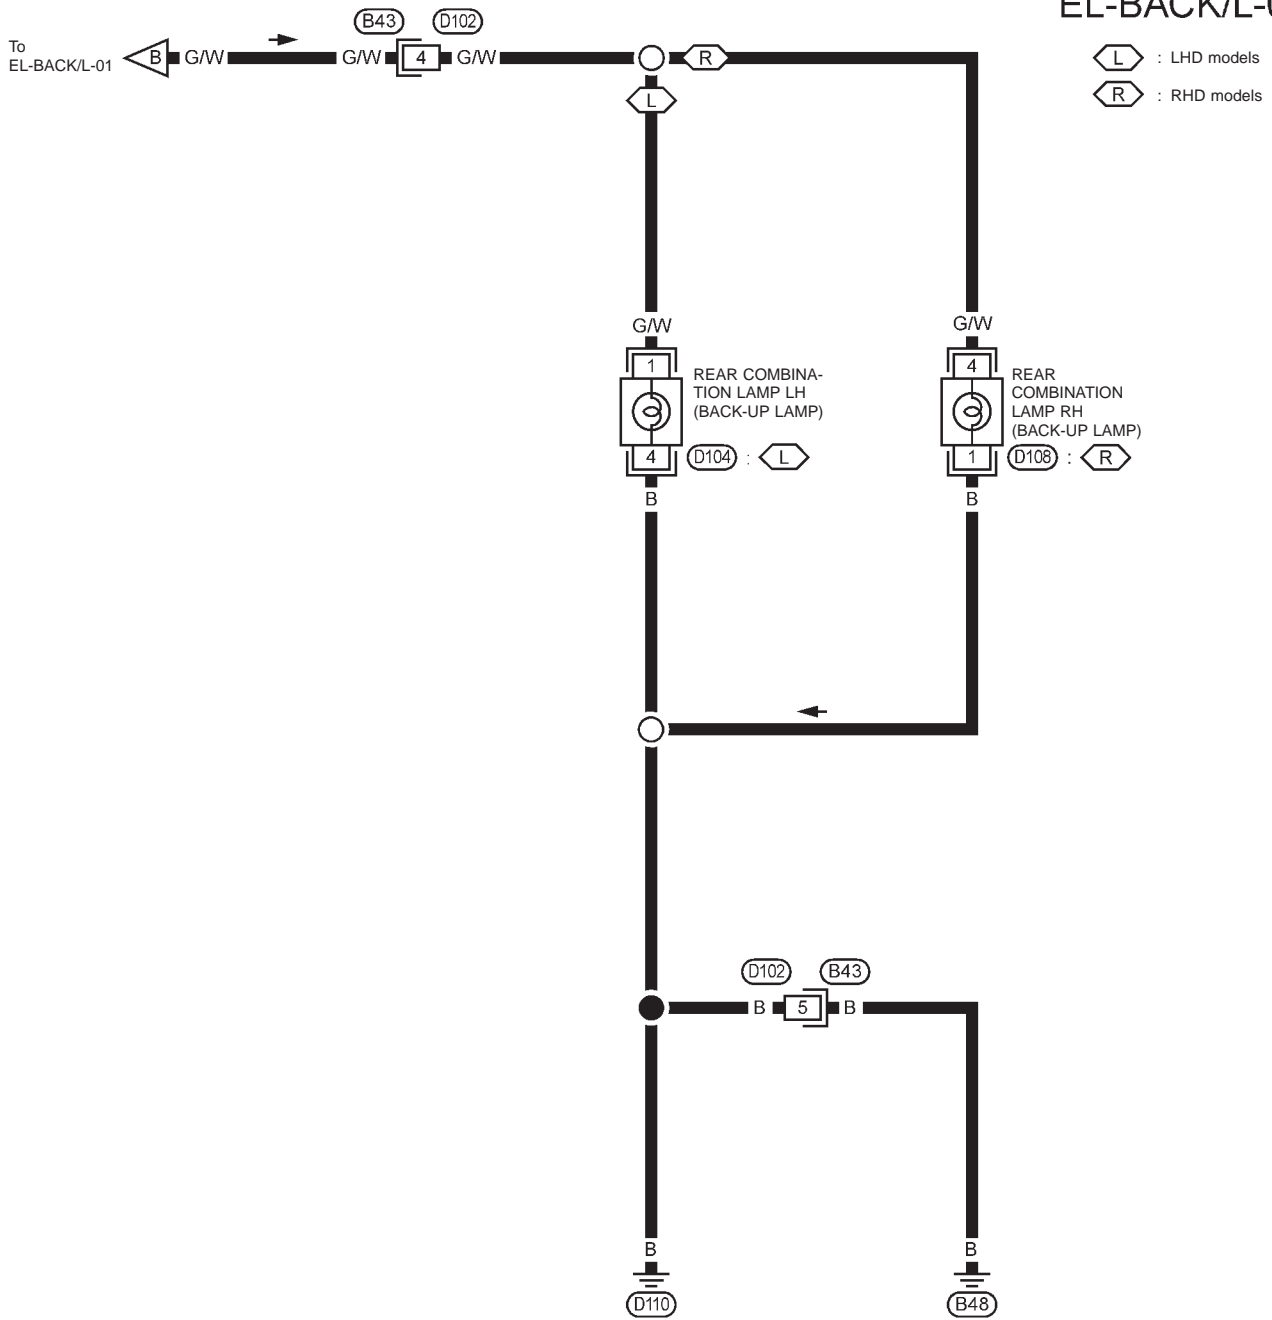 EL-BACK/L-0
B43 D102
To
EL-BACK/L-01
B G/W G/W 4 G/W R
L
L : LHD models
R : RHD models
G/W G/W
1 4
REAR COMBINA-
TION LAMP LH
(BACK-UP LAMP)
REAR
COMBINATION
LAMP RH
(BACK-UP LAMP)
4 D104 : L
1 D108 : R
B B
D102 B43
B 5 B
B B
D110 B48